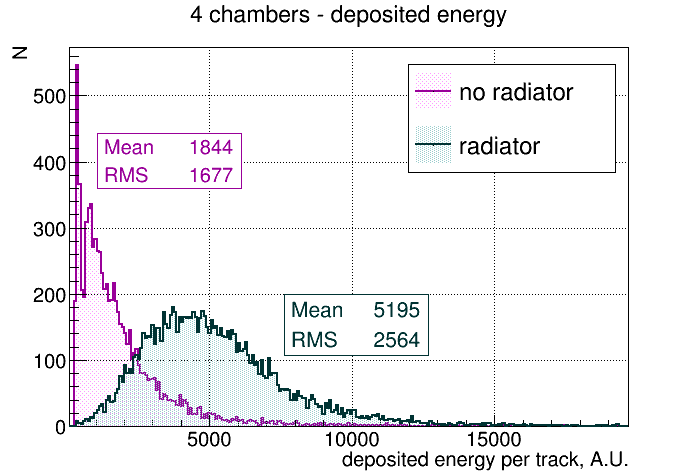 4 chambers - deposited energy
N
no radiator
radiator
Mean 1844
RMS 1677
Mean 5195
RMS 2564
500
400
300
200
100
0
5000 10000 15000
deposited energy per track, A.U.